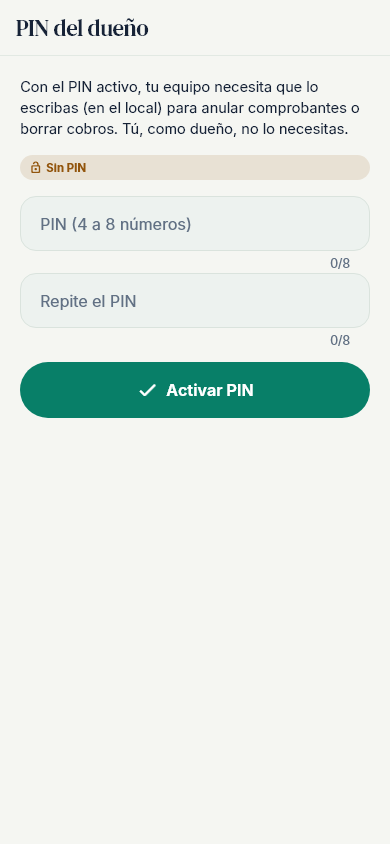 PIN del dueño
Con el PIN activo, tu equipo necesita que lo
escribas (en el local) para anular comprobantes o
borrar cobros. Tú, como dueño, no lo necesitas.
Sin PIN
PIN (4 a 8 números)
0/8
Repite el PIN
0/8
Activar PIN